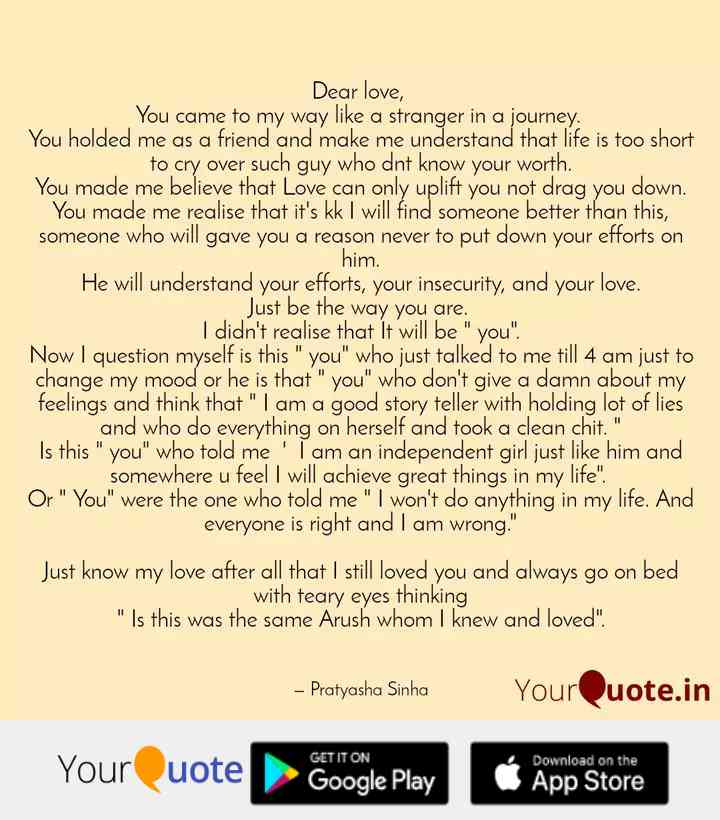 Dear love,
You came to my way like a stranger in a journey.
You holded me as a friend and make me understand that life is too short
to cry over such guy who dnt know your worth.
You made me believe that Love can only uplift you not drag you down.
You made me realise that it's kk I will find someone better than this,
someone who will gave you a reason never to put down your efforts on
him.
He will understand your efforts, your insecurity, and your love.
Just be the way you are.
I didn't realise that It will be " you".
Now I question myself is this " you" who just talked to me till 4 am just to
change my mood or he is that " you" who don't give a damn about my
feelings and think that " I am a good story teller with holding lot of lies
and who do everything on herself and took a clean chit. "
Is this " you" who told me ' I am an independent girl just like him and
somewhere u feel I will achieve great things in my life".
Or " You" were the one who told me " I won't do anything in my life. And
everyone is right and I am wrong."

Just know my love after all that I still loved you and always go on bed
with teary eyes thinking
" Is this was the same Arush whom I knew and loved".

– Pratyasha Sinha
YourQuote.in
YourQuote
GET IT ON
Google Play
Download on the
App Store